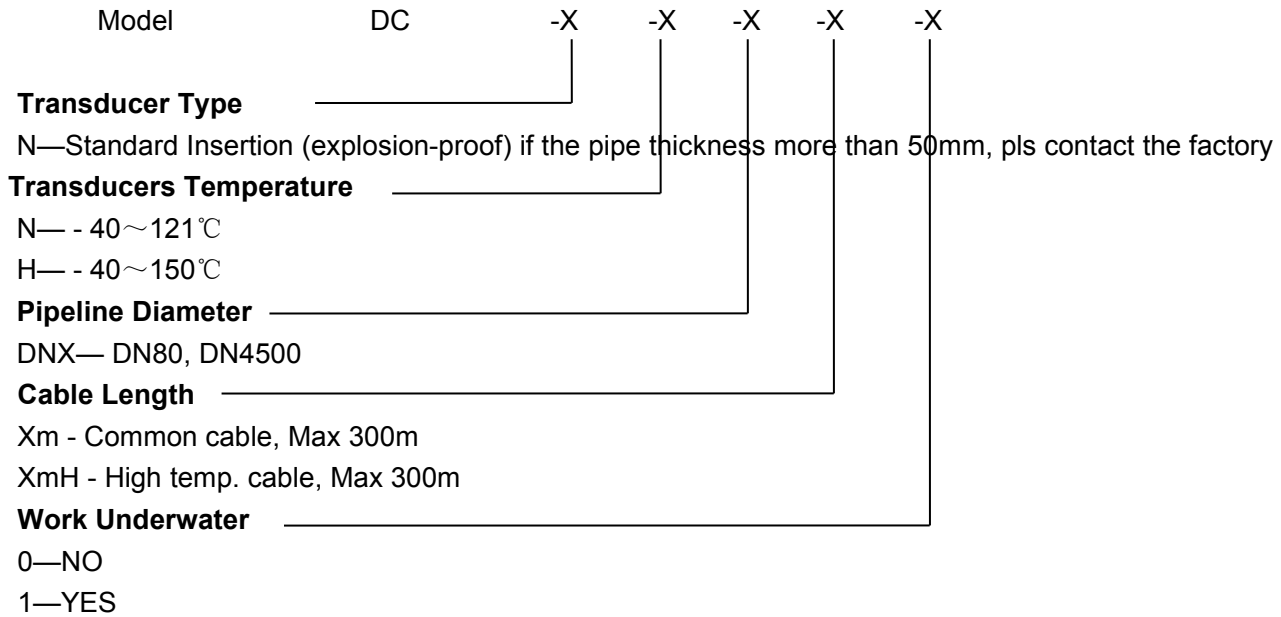 Model DC -X -X -X -X -X
Transducer Type
N—Standard Insertion (explosion-proof) if the pipe thickness more than 50mm, pls contact the factory
Transducers Temperature
N— - 40～121℃
H— - 40～150℃
Pipeline Diameter
DNX— DN80, DN4500
Cable Length
Xm - Common cable, Max 300m
XmH - High temp. cable, Max 300m
Work Underwater
0—NO
1—YES